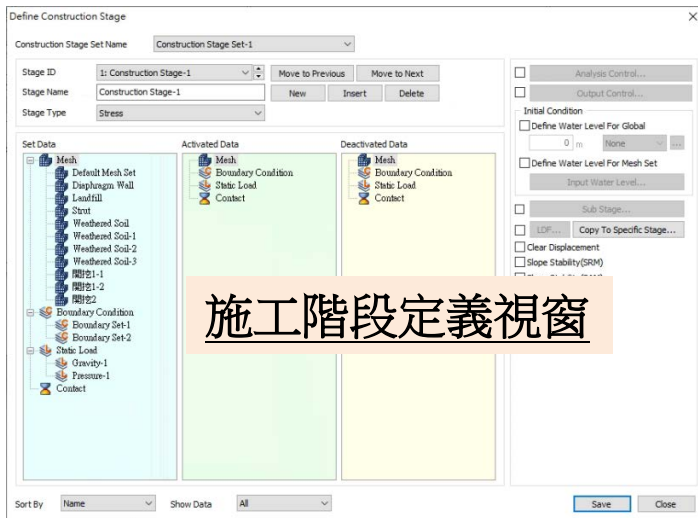 Define Construction Stage
Construction Stage Set Name Construction Stage Set-1
Stage ID 1: Construction Stage-1 Move to Previous Move to Next
Stage Name Construction Stage-1 New Insert Delete
Stage Type Stress
Set Data
Mesh
Default Mesh Set
Diaphragm Wall
Landfill
Strut
Weathered Soil
Weathered Soil-1
Weathered Soil-2
Weathered Soil-3
開挖1-1
開挖1-2
開挖2
Boundary Condition
Boundary Set-1
Boundary Set-2
Static Load
Gravity-1
Pressure-1
Contact
Activated Data
Mesh
Boundary Condition
Static Load
Contact
Deactivated Data
Mesh
Boundary Condition
Static Load
Contact
Analysis Control...
Output Control...
Initial Condition
Define Water Level For Global
0 m None ...
Define Water Level For Mesh Set
Input Water Level...
Sub Stage...
LDF... Copy To Specific Stage...
Clear Displacement
Slope Stability(SRM)
施工階段定義視窗
Sort By Name Show Data All
Save Close